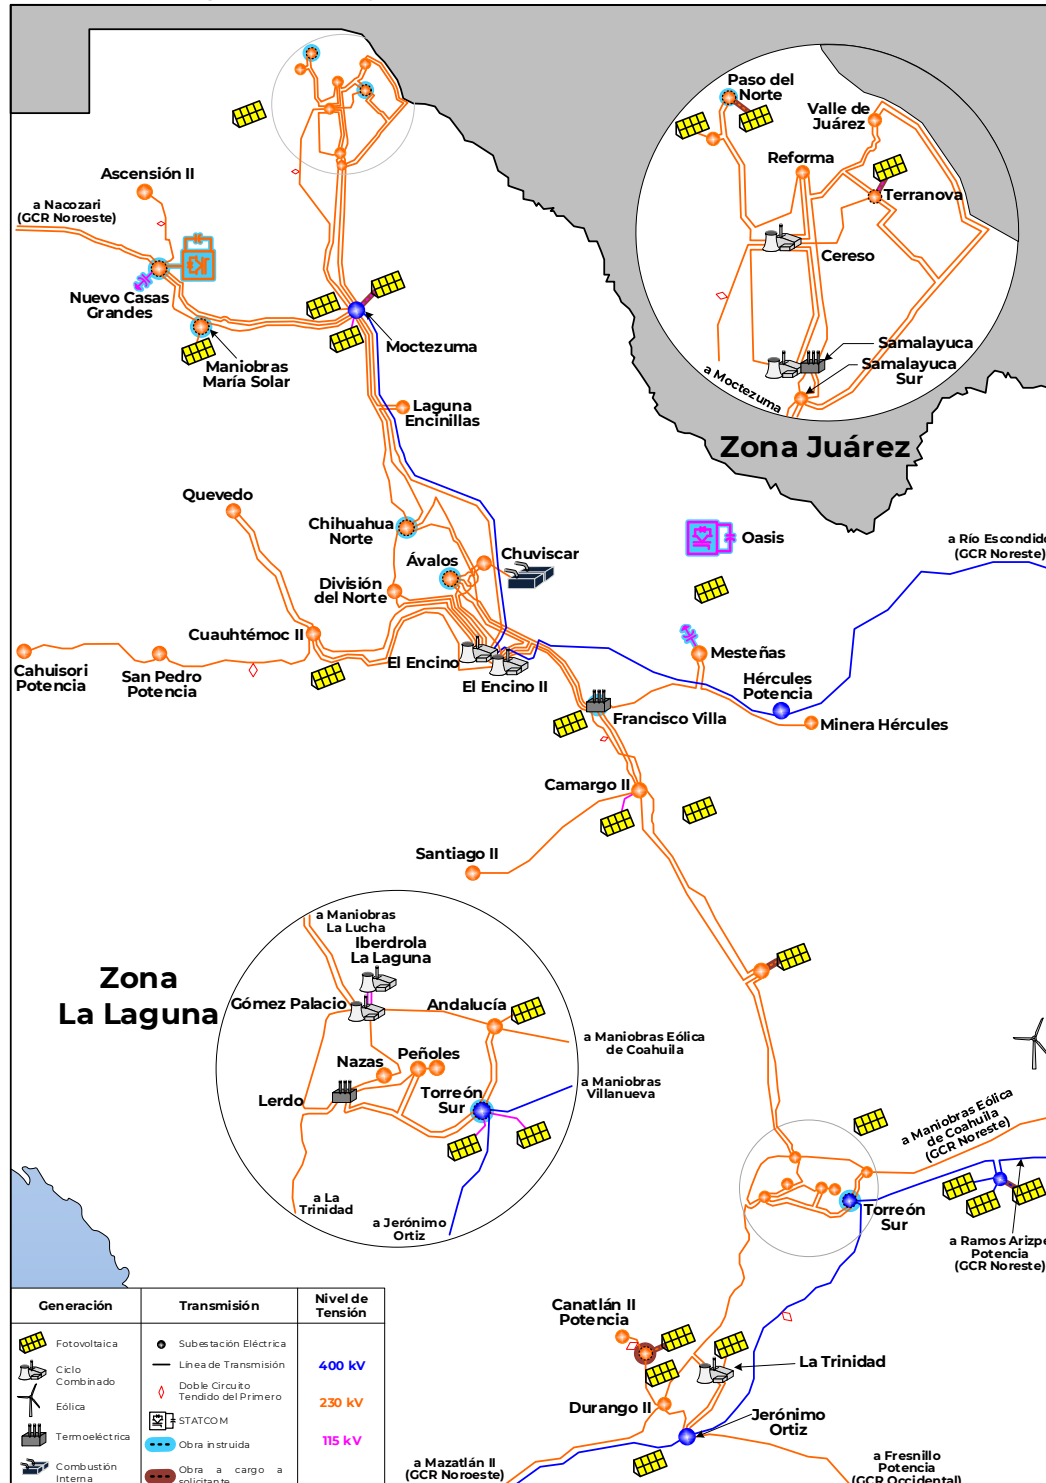 Paso del
Norte
Valle de
Juárez
Reforma
Terranova
Cereso
Samalayuca
Samalayuca
Sur
a Moctezuma
Zona Juárez
Ascensión II
a Nacozari
(GCR Noroeste)
Nuevo Casas
Grandes
Maniobras
María Solar
Moctezuma
Laguna
Encinillas
Quevedo
Chihuahua
Norte
Ávalos
Chuviscar
División
del Norte
Oasis
a Río Escondido
(GCR Noreste)
Cuauhtémoc II
Cahuisori
Potencia
San Pedro
Potencia
El Encino
El Encino II
Mesteñas
Hércules
Potencia
Francisco Villa
Minera Hércules
Camargo II
Santiago II
Zona
La Laguna
a Maniobras
La Lucha
Iberdrola
La Laguna
Gómez Palacio
Andalucía
a Maniobras Eólica
de Coahuila
Nazas
Peñoles
a Maniobras
Villanueva
Lerdo
Torreón
Sur
a La
Trinidad
a Jerónimo
Ortiz
a Maniobras Eólica
de Coahuila
(GCR Noreste)
Torreón
Sur
a Ramos Arizpe
Potencia
(GCR Noreste)
Canatlán II
Potencia
La Trinidad
Durango II
Jerónimo
Ortiz
a Mazatlán II
(GCR Noroeste)
a Fresnillo
Potencia
(GCR Occidental)
Generación
Transmisión
Nivel de
Tensión
Fotovoltaica
Ciclo
Combinado
Eólica
Termoeléctrica
Combustión
Interna
Subestación Eléctrica
Línea de Transmisión
Doble Circuito
Tendido del Primero
STATCOM
Obra instruida
Obra a cargo a
solicitante
400 kV
230 kV
115 kV